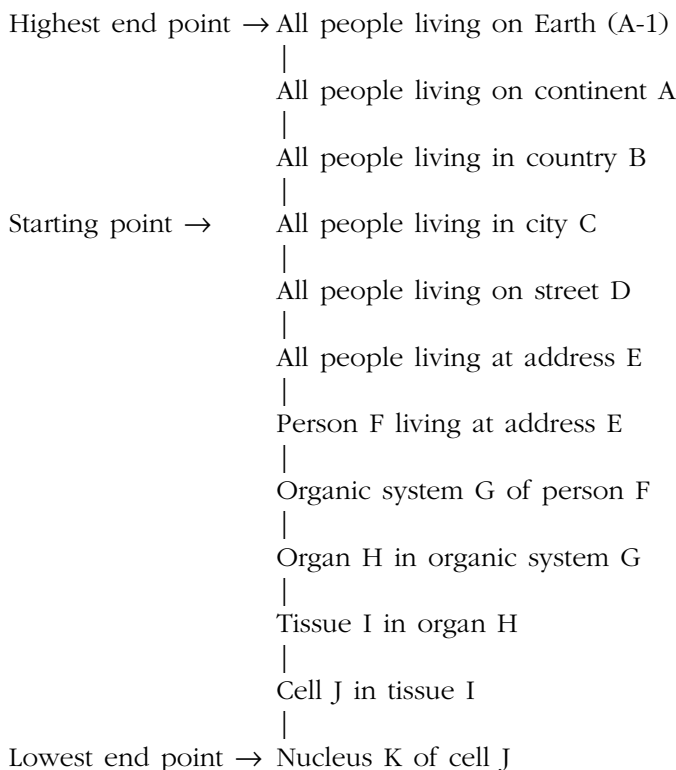 Highest end point → All people living on Earth (A-1)
|
All people living on continent A
|
All people living in country B
|
Starting point → All people living in city C
|
All people living on street D
|
All people living at address E
|
Person F living at address E
|
Organic system G of person F
|
Organ H in organic system G
|
Tissue I in organ H
|
Cell J in tissue I
|
Lowest end point → Nucleus K of cell J